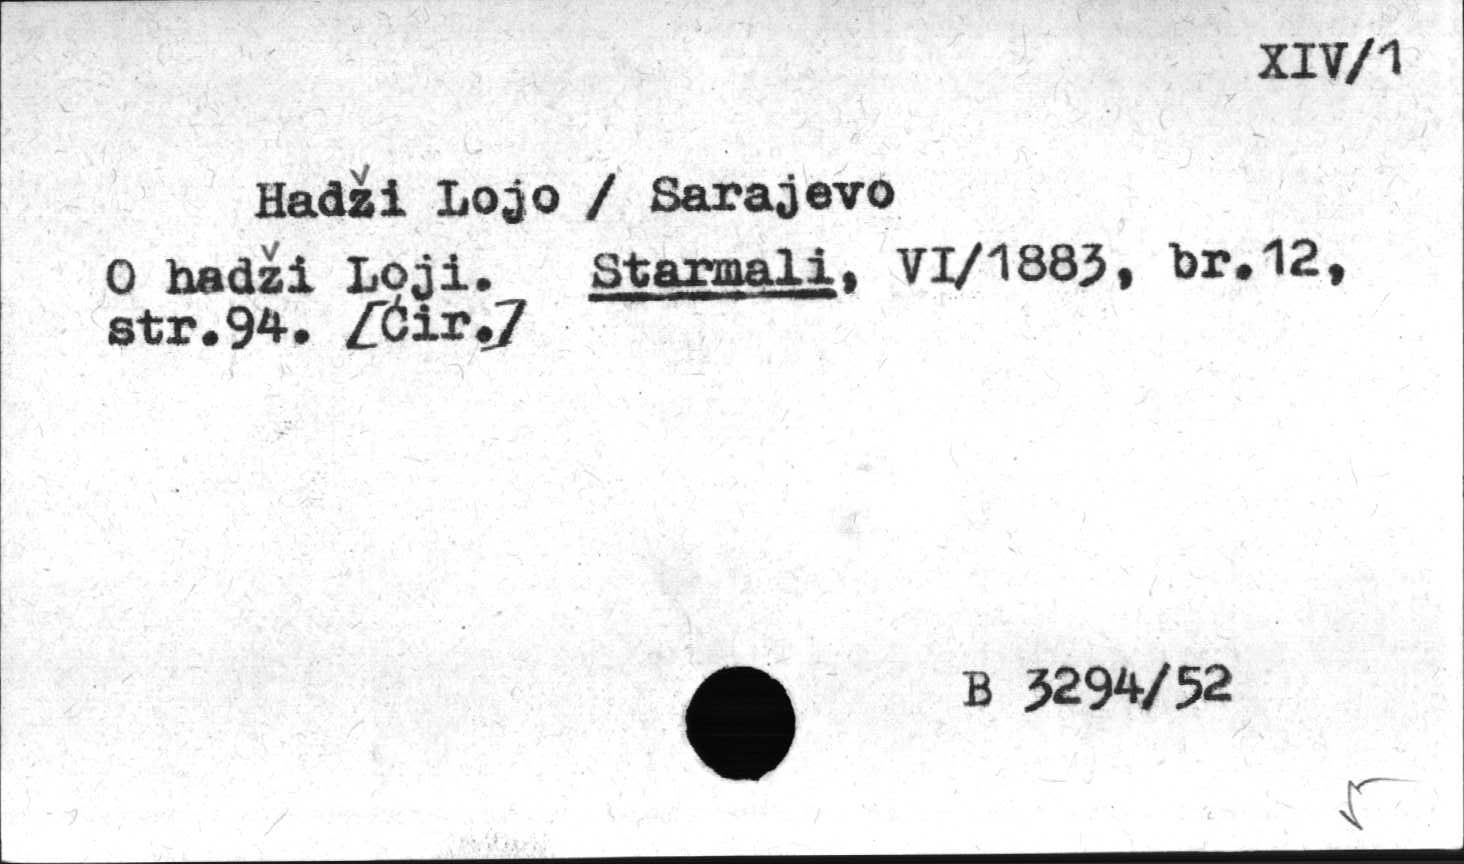 XIV/1
Hadži Lojo / Sarajevo
O hadži Loji. Starmali, VI/1883, br.12,
str.94. [Ćir.]
B 3294/52